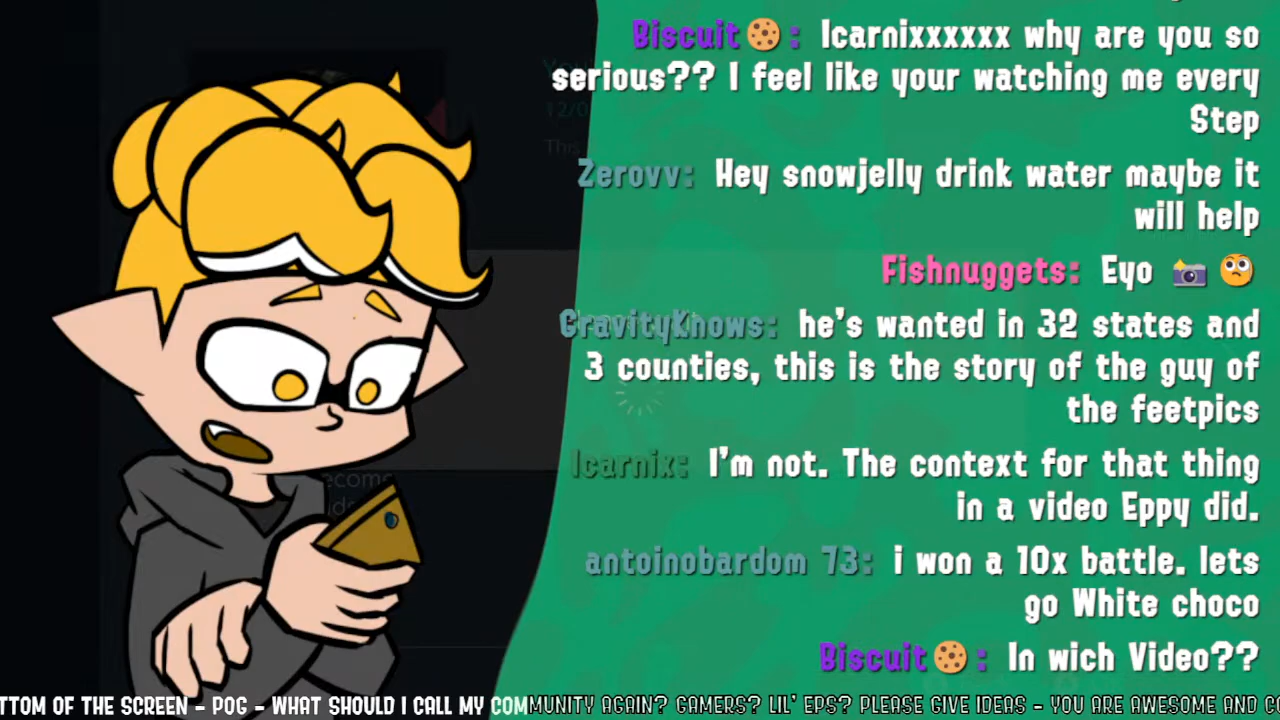 Biscuit🍪: Icarnixxxxxx why are you so
serious?? I feel like your watching me every
Step
Zerovv: Hey snowjelly drink water maybe it
will help
Fishnuggets: Eyo 📸 🤨
GravityKnows: he's wanted in 32 states and
3 counties, this is the story of the guy of
the feetpics
Icarnix: I'm not. The context for that thing
in a video Eppy did.
antoinobardom 73: i won a 10x battle. lets
go White choco
Biscuit🍪: In wich Video??
TTOM OF THE SCREEN - POG - WHAT SHOULD I CALL MY COMMUNITY AGAIN? GAMERS? LIL' EPS? PLEASE GIVE IDEAS - YOU ARE AWESOME AND